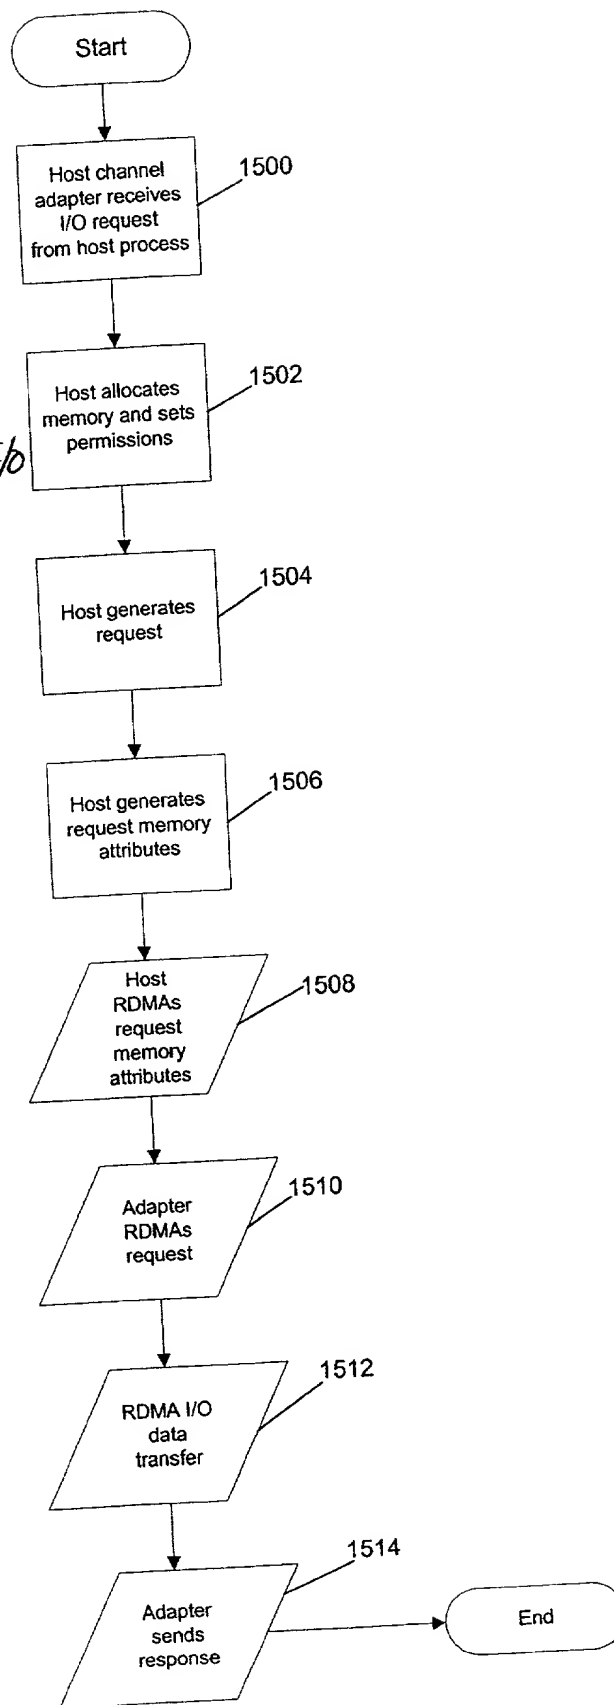 Start
Host channel
adapter receives
I/O request
from host process
1500
Host allocates
memory and sets
permissions
1502
Host generates
request
1504
Host generates
request memory
attributes
1506
Host
RDMAs
request
memory
attributes
1508
Adapter
RDMAs
request
1510
RDMA I/O
data
transfer
1512
Adapter
sends
response
1514
End